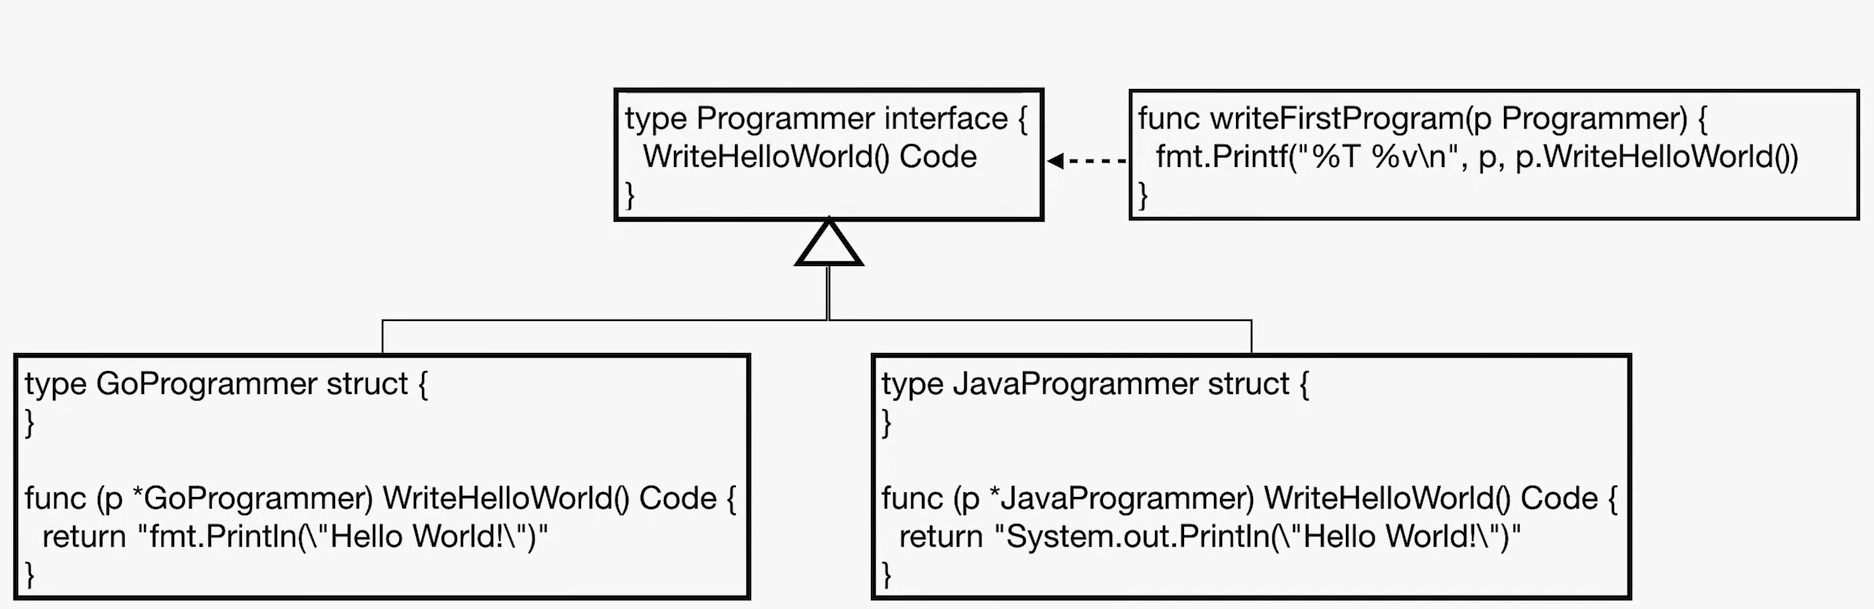 type Programmer interface {
WriteHelloWorld() Code
}
func writeFirstProgram(p Programmer) {
fmt.Printf("%T %v\n", p, p.WriteHelloWorld())
}
type GoProgrammer struct {
}
func (p *GoProgrammer) WriteHelloWorld() Code {
return "fmt.Println(\"Hello World!\")"
}
type JavaProgrammer struct {
}
func (p *JavaProgrammer) WriteHelloWorld() Code {
return "System.out.Println(\"Hello World!\")"
}